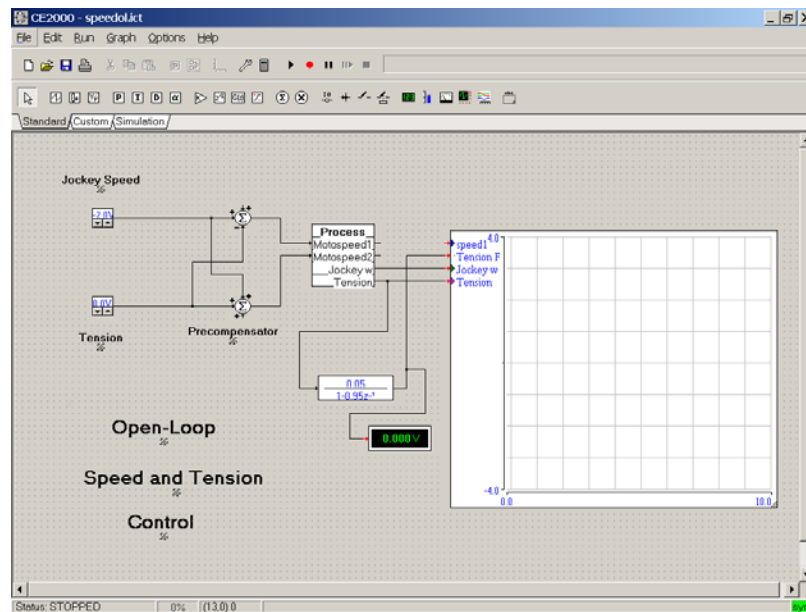 CE2000 - speedol.ict
File Edit Run Graph Options Help
Standard Custom Simulation
Jockey Speed
-2.0V
Process
Motospeed1
Motospeed2
Jockey w
Tension
4.0
speed1
Tension F
Jockey w
Tension
0.0V
Tension
Precompensator
0.05
1-0.95z-¹
0.000V
Open-Loop
Speed and Tension
Control
-4.0
0.0 10.0
Status: STOPPED 0% (13,0) 0